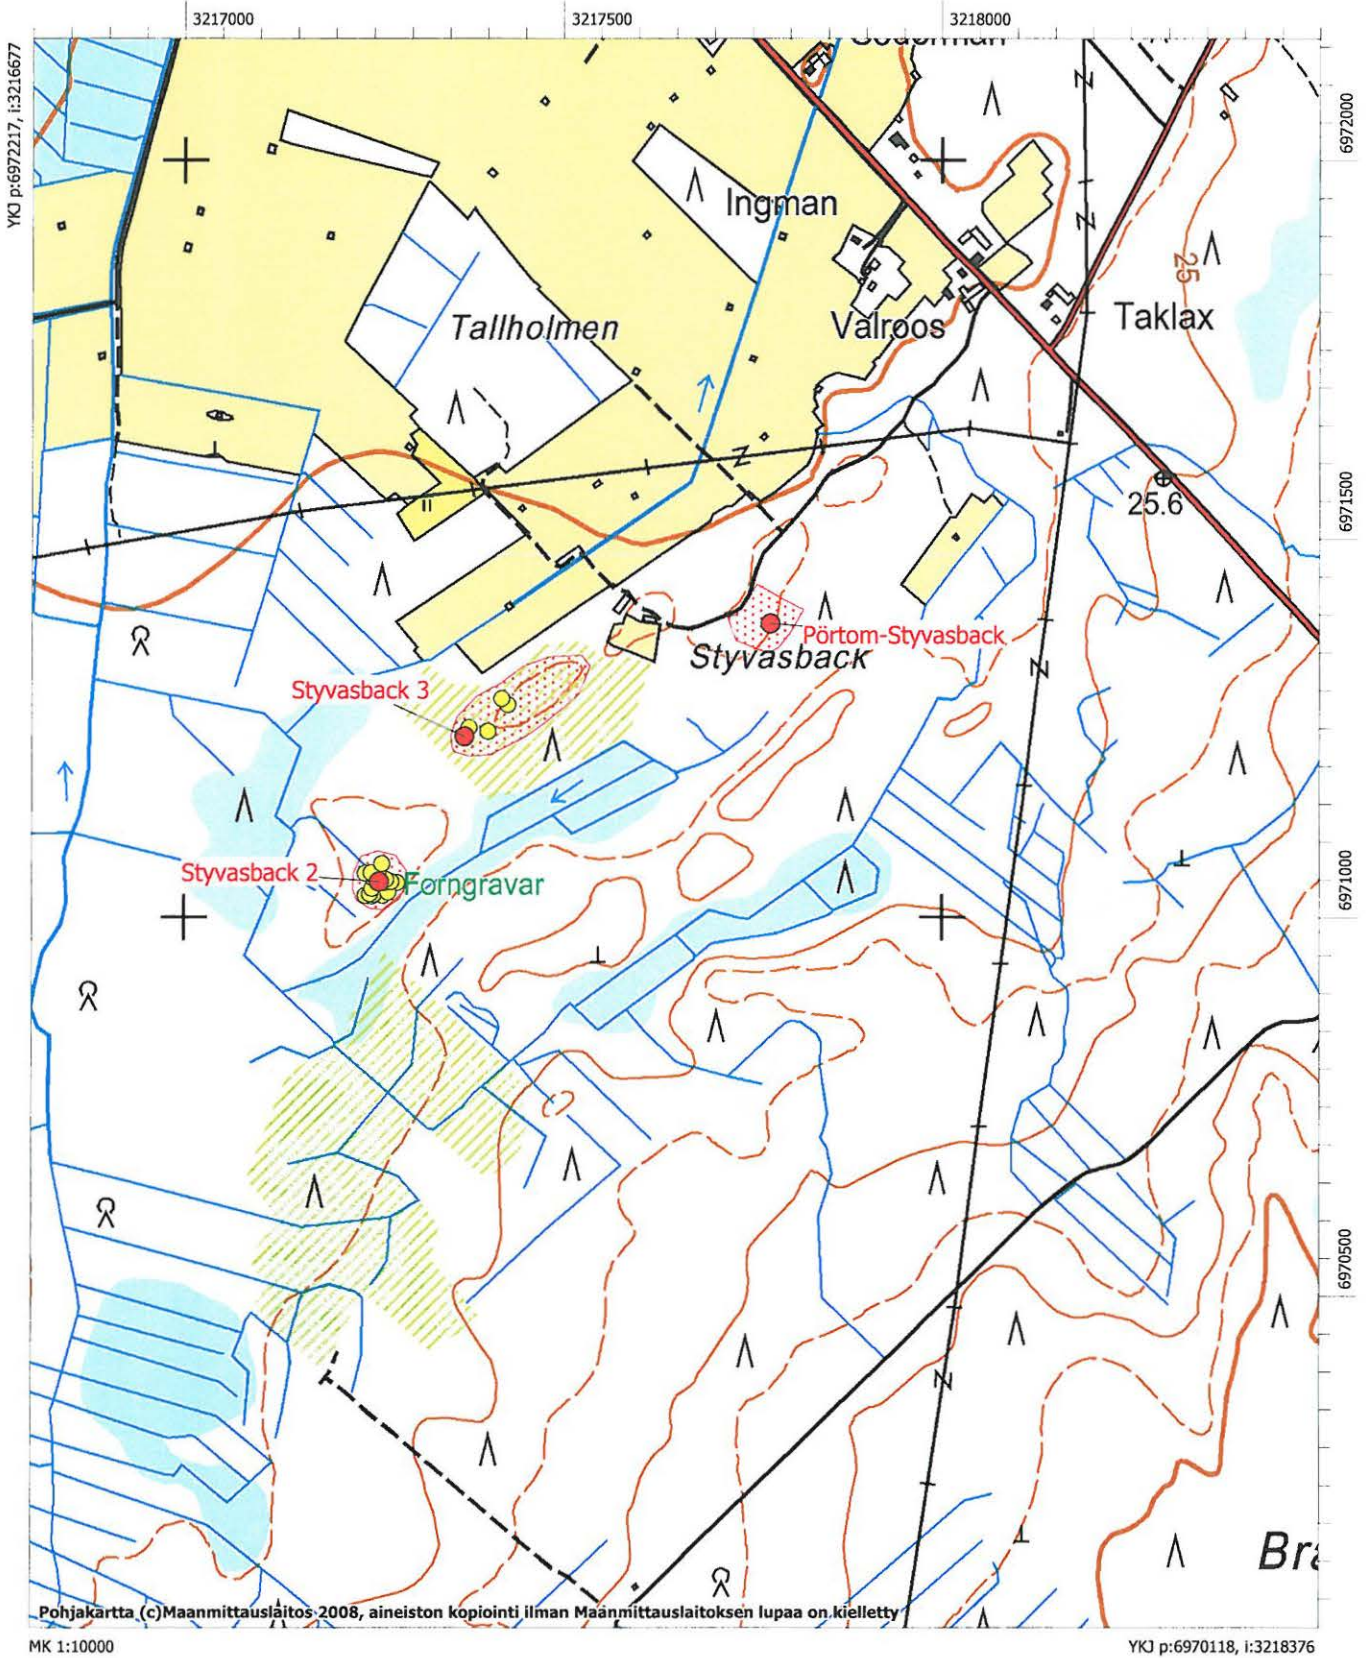 3217000
3217500
3218000
YKJ p:6972217, i:3216677
6972000
Ingman
25
Tallholmen
Valroos
Taklax
25.6
6971500
Pörtom-Styvasback
Styvasback
Styvasback 3
Styvasback 2
Forngravar
6971000
6970500
Pohjakartta (c)Maanmittauslaitos 2008, aineiston kopiointi ilman Maanmittauslaitoksen lupaa on kielletty
MK 1:10000
YKJ p:6970118, i:3218376